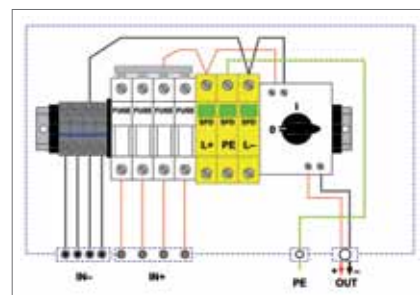 FUSE FUSE FUSE FUSE SPD SPD SPD
L+ PE L–
I
0
IN– IN+ PE OUT
+ –